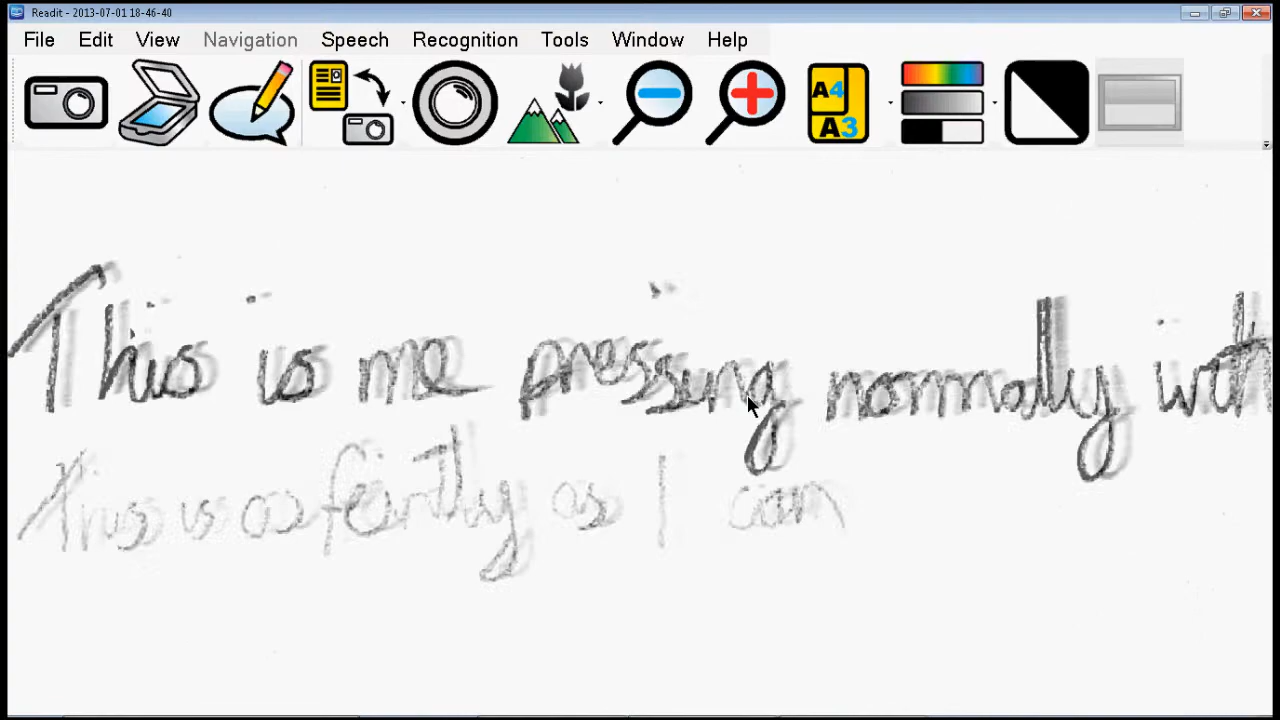 Readit - 2013-07-01 18-46-40
File Edit View Navigation Speech Recognition Tools Window Help
A4
A3
This is me pressing normally with
This is as faintly as I can